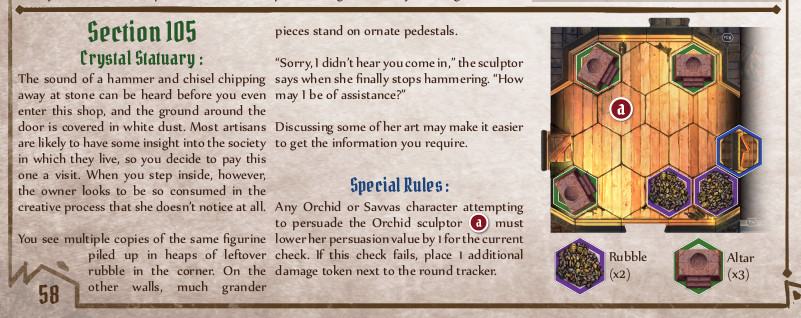 Section 105
Crystal Statuary:
The sound of a hammer and chisel chipping
away at stone can be heard before you even
enter this shop, and the ground around the
door is covered in white dust. Most artisans
are likely to have some insight into the society
in which they live, so you decide to pay this
one a visit. When you step inside, however,
the owner looks to be so consumed in the
creative process that she doesn't notice at all.
You see multiple copies of the same figurine
piled up in heaps of leftover
rubble in the corner. On the
other walls, much grander
58
pieces stand on ornate pedestals.
“Sorry, I didn't hear you come in,” the sculptor
says when she finally stops hammering. “How
may I be of assistance?”
Discussing some of her art may make it easier
to get the information you require.
Special Rules:
Any Orchid or Savvas character attempting
to persuade the Orchid sculptor a must
lower her persuasion value by 1 for the current
check. If this check fails, place 1 additional
damage token next to the round tracker.
a
Rubble
(x2)
Altar
(x3)